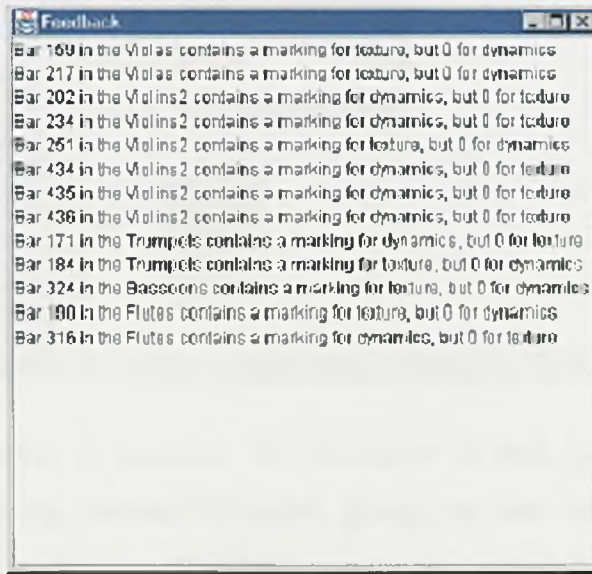 Feedback
Bar 169 in the Violas contains a marking for texture, but 0 for dynamics
Bar 217 in the Violas contains a marking for texture, but 0 for dynamics
Bar 202 in the Violins2 contains a marking for dynamics, but 0 for texture
Bar 234 in the Violins2 contains a marking for dynamics, but 0 for texture
Bar 251 in the Violins2 contains a marking for texture, but 0 for dynamics
Bar 434 in the Violins2 contains a marking for dynamics, but 0 for texture
Bar 435 in the Violins2 contains a marking for dynamics, but 0 for texture
Bar 436 in the Violins2 contains a marking for dynamics, but 0 for texture
Bar 171 in the Trumpets contains a marking for dynamics, but 0 for texture
Bar 184 in the Trumpets contains a marking for texture, but 0 for dynamics
Bar 324 in the Bassoons contains a marking for texture, but 0 for dynamics
Bar in the Flutes contains a marking for texture, but 0 for dynamics
Bar 316 in the Flutes contains a marking for dynamics, but 0 for texture